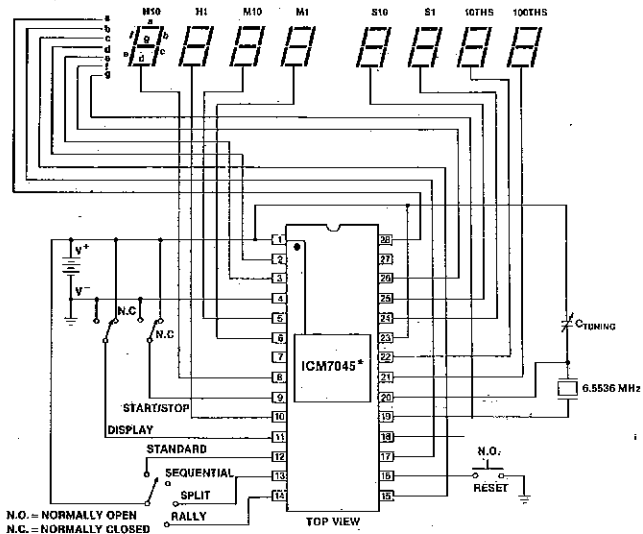 H10 H1 M10 M1 S10 S1 10THS 100THS
a
b
c
d
e
f
g
a
f b
g
e c
d
V+
V−
N.C
N.C
START/STOP
DISPLAY
STANDARD
SEQUENTIAL
SPLIT
RALLY
1
2
3
4
5
6
7
8
9
10
11
12
13
14
ICM7045*
28
27
26
25
24
23
22
21
20
19
18
17
16
15
TOP VIEW
CTUNING
6.5536 MHz
N.O.
RESET
N.O. = NORMALLY OPEN
N.C. = NORMALLY CLOSED